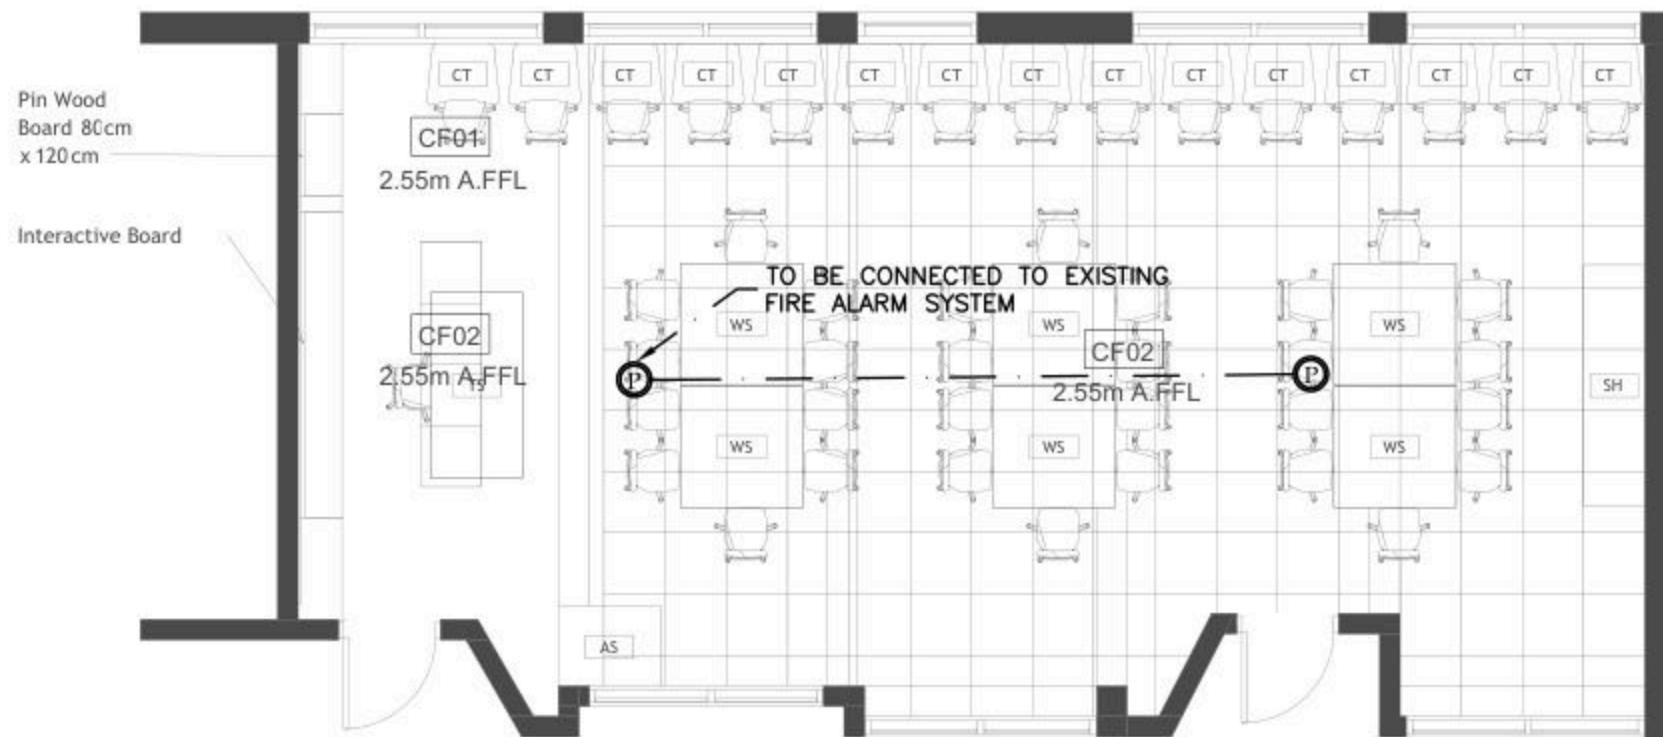 CT CT CT CT CT CT CT CT CT CT CT CT CT CT CT
Pin Wood
Board 80cm
x 120cm
CF01
2.55m A.FFL
Interactive Board
TO BE CONNECTED TO EXISTING
FIRE ALARM SYSTEM
WS WS WS
CF02
CF02
2.55m A.FFL
TS
P P
SH
2.55m A.FFL
WS WS WS
AS